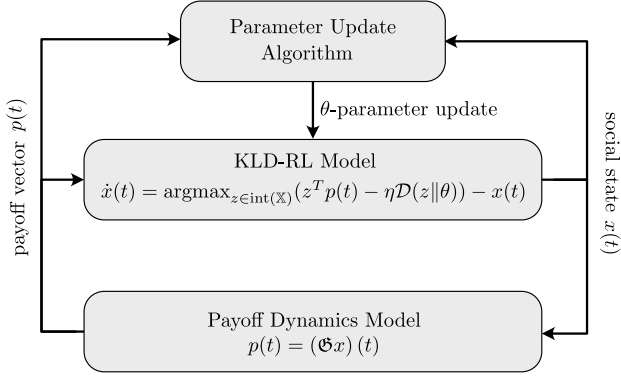 Parameter Update
Algorithm
θ-parameter update
payoff vector p(t)
social state x(t)
KLD-RL Model
ẋ(t) = argmax_{z∈int(𝕏)}(z^T p(t) − η𝒟(z‖θ)) − x(t)
Payoff Dynamics Model
p(t) = (𝕲x) (t)